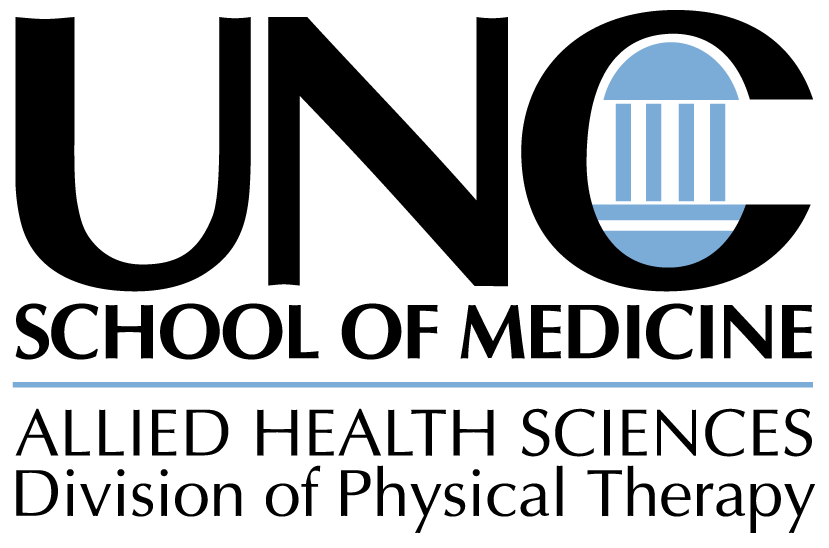 UNC
SCHOOL OF MEDICINE
ALLIED HEALTH SCIENCES
Division of Physical Therapy